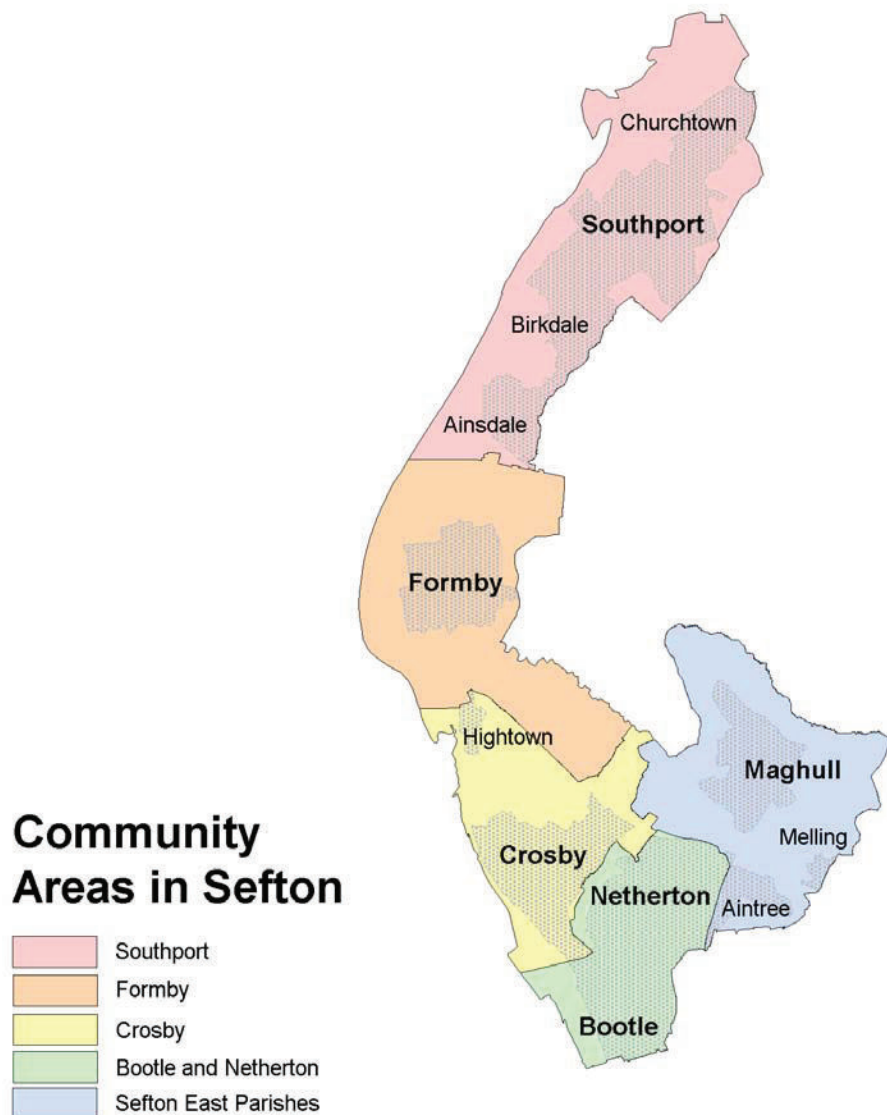 Churchtown
Southport
Birkdale
Ainsdale
Formby
Hightown
Maghull
Melling
Crosby
Netherton
Aintree
Bootle
Community
Areas in Sefton
Southport
Formby
Crosby
Bootle and Netherton
Sefton East Parishes